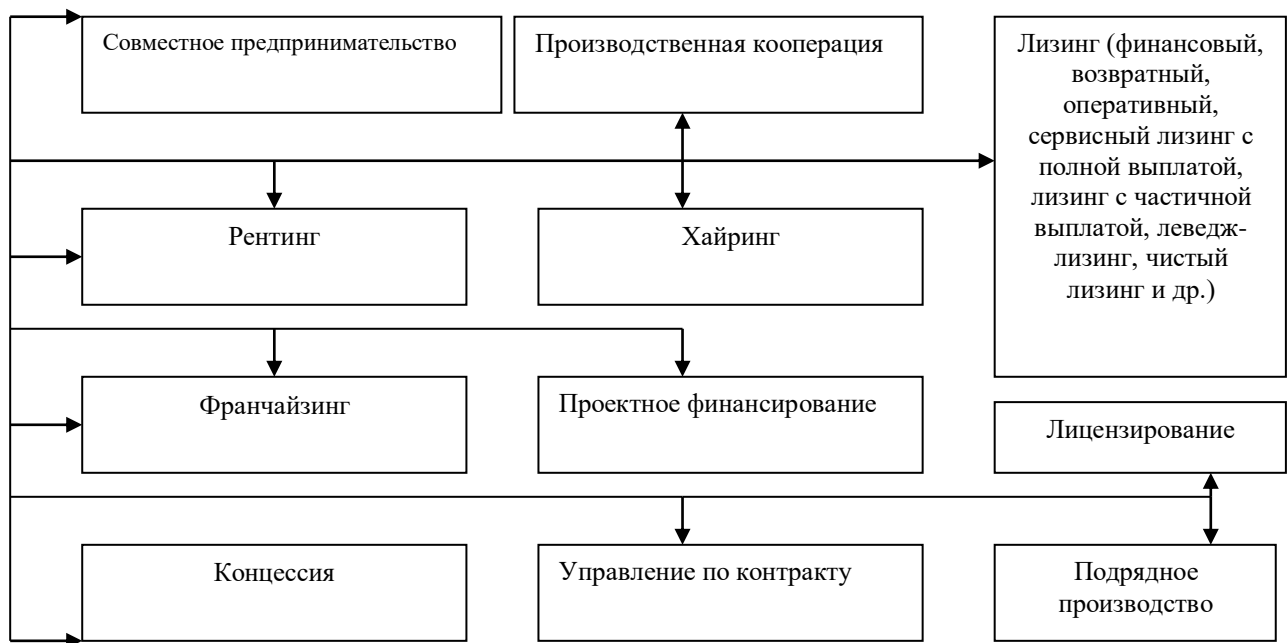 Совместное предпринимательство
Производственная кооперация
Лизинг (финансовый,
возвратный,
оперативный,
сервисный лизинг с
полной выплатой,
лизинг с частичной
выплатой, леведж-
лизинг, чистый
лизинг и др.)
Рентинг
Хайринг
Франчайзинг
Проектное финансирование
Лицензирование
Концессия
Управление по контракту
Подрядное
производство